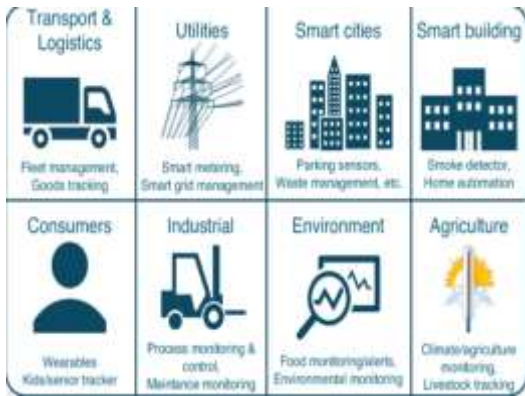 Transport &
Logistics
Fleet management,
Goods tracking
Utilities
Smart metering,
Smart grid management
Smart cities
Parking sensors,
Waste management, etc.
Smart building
Smoke detector,
Home automation
Consumers
Wearables
Kids/senior tracker
Industrial
Process monitoring &
control,
Maintance monitoring
Environment
Food monitoring/alerts,
Environmental monitoring
Agriculture
Climate/agriculture
monitoring,
Livestock tracking